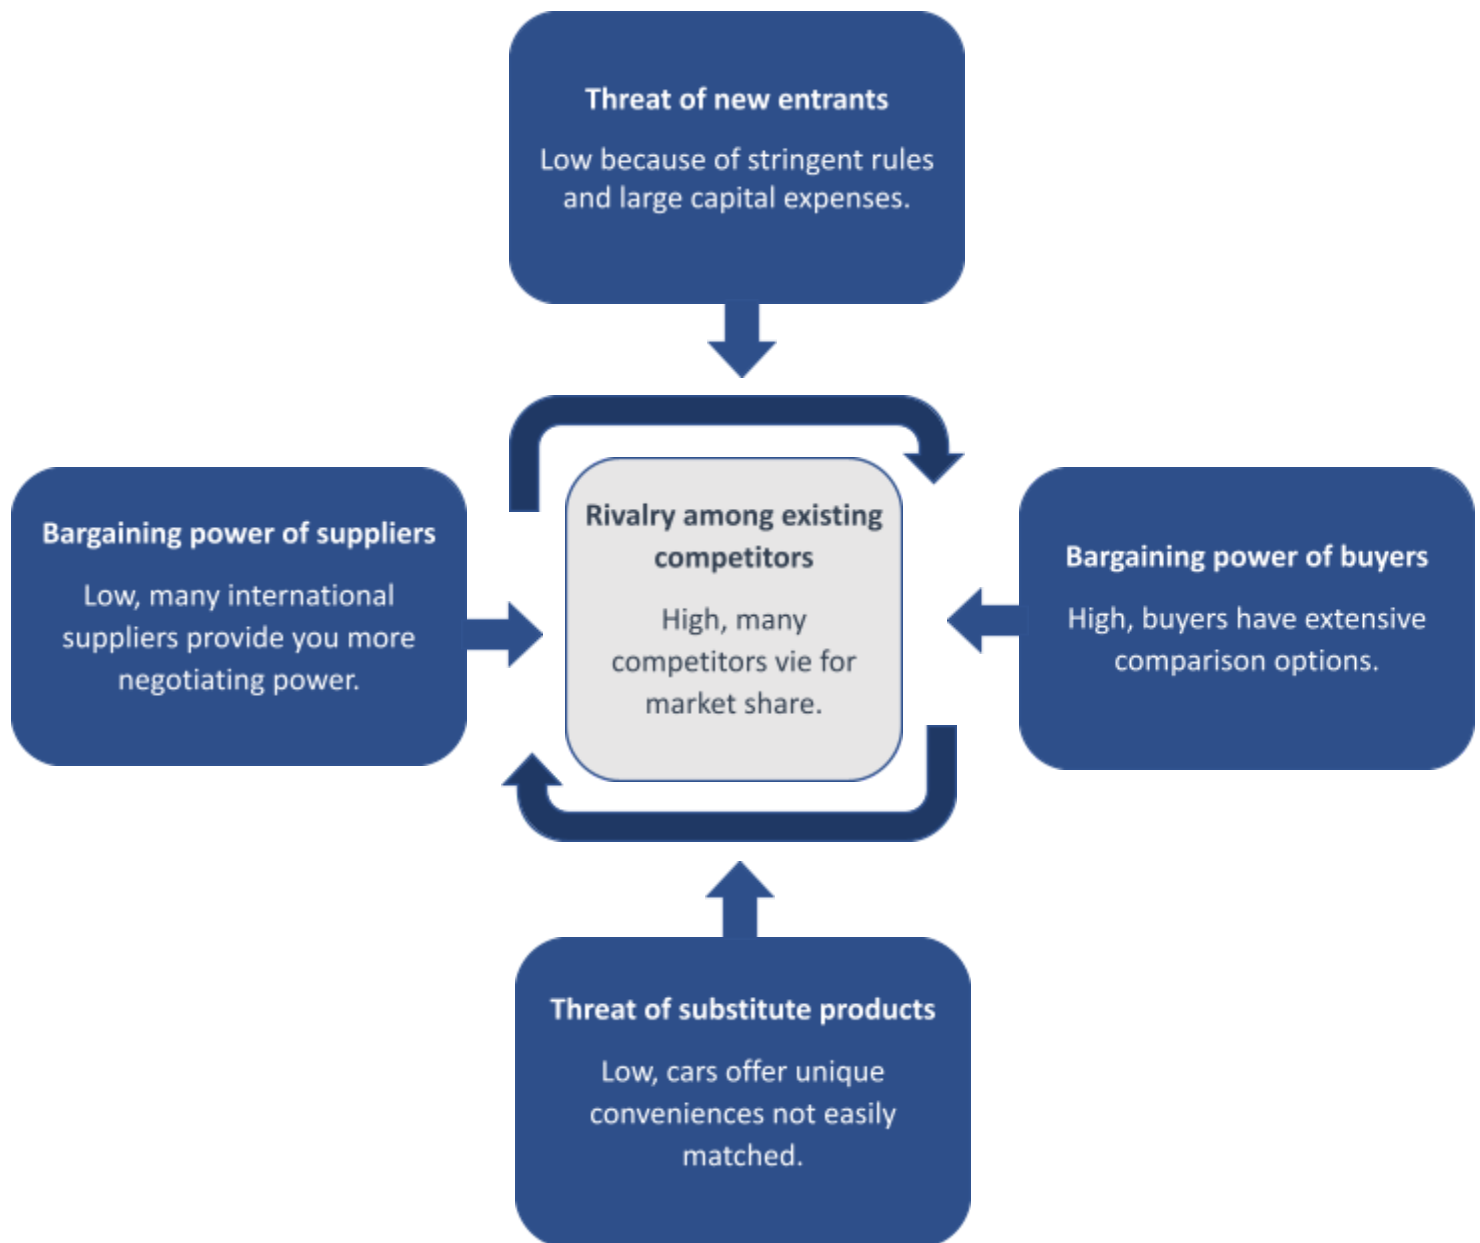 Threat of new entrants
Low because of stringent rules
and large capital expenses.
Bargaining power of suppliers
Low, many international
suppliers provide you more
negotiating power.
Rivalry among existing
competitors
High, many
competitors vie for
market share.
Bargaining power of buyers
High, buyers have extensive
comparison options.
Threat of substitute products
Low, cars offer unique
conveniences not easily
matched.